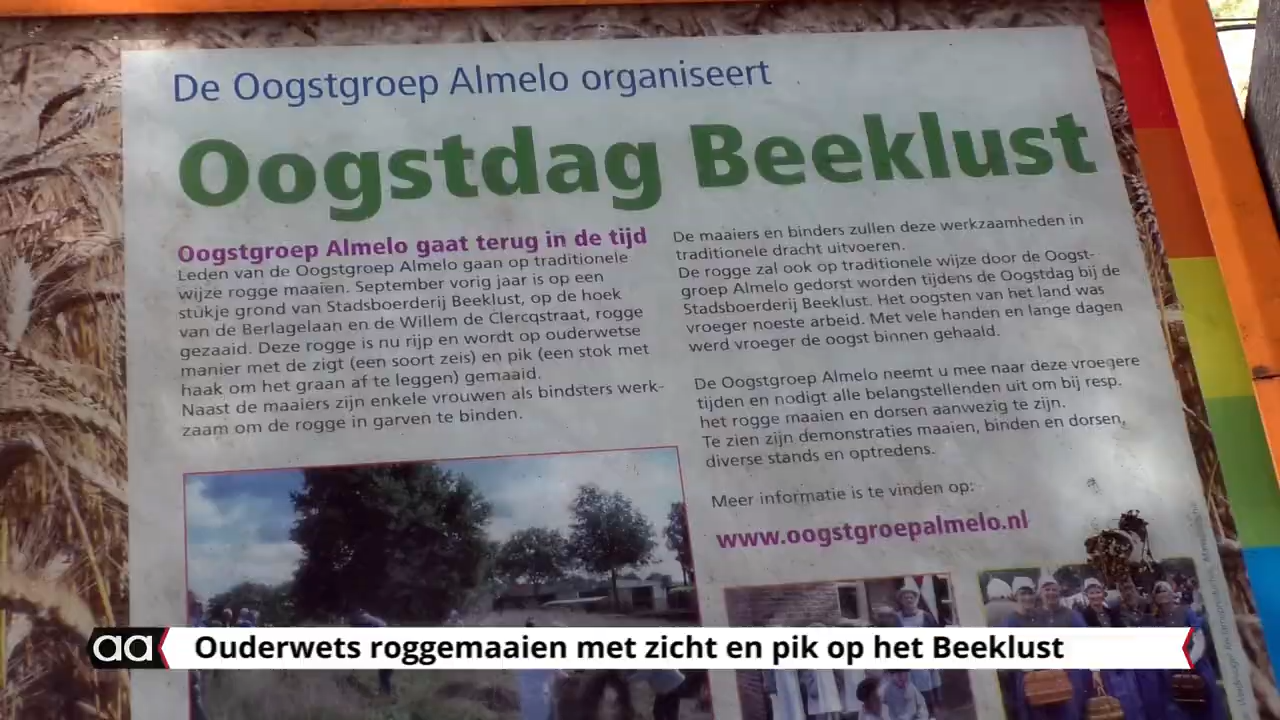 De Oogstgroep Almelo organiseert
Oogstdag Beeklust
Oogstgroep Almelo gaat terug in de tijd
Leden van de Oogstgroep Almelo gaan op traditionele
wijze rogge maaien. September vorig jaar is op een
stukje grond van Stadsboerderij Beeklust, op de hoek
van de Berlagelaan en de Willem de Clercqstraat, rogge
gezaaid. Deze rogge is nu rijp en wordt op ouderwetse
manier met de zigt (een soort zeis) en pik (een stok met
haak om het graan af te leggen) gemaaid.
Naast de maaiers zijn enkele vrouwen als bindsters werk-
zaam om de rogge in garven te binden.
De maaiers en binders zullen deze werkzaamheden in
traditionele dracht uitvoeren.
De rogge zal ook op traditionele wijze door de Oogst-
groep Almelo gedorst worden tijdens de Oogstdag bij de
Stadsboerderij Beeklust. Het oogsten van het land was
vroeger noeste arbeid. Met vele handen en lange dagen
werd vroeger de oogst binnen gehaald.
De Oogstgroep Almelo neemt u mee naar deze vroegere
tijden en nodigt alle belangstellenden uit om bij resp.
het rogge maaien en dorsen aanwezig te zijn.
Te zien zijn demonstraties maaien, binden en dorsen,
diverse stands en optredens.
Meer informatie is te vinden op:
www.oogstgroepalmelo.nl
aa Ouderwets roggemaaien met zicht en pik op het Beeklust